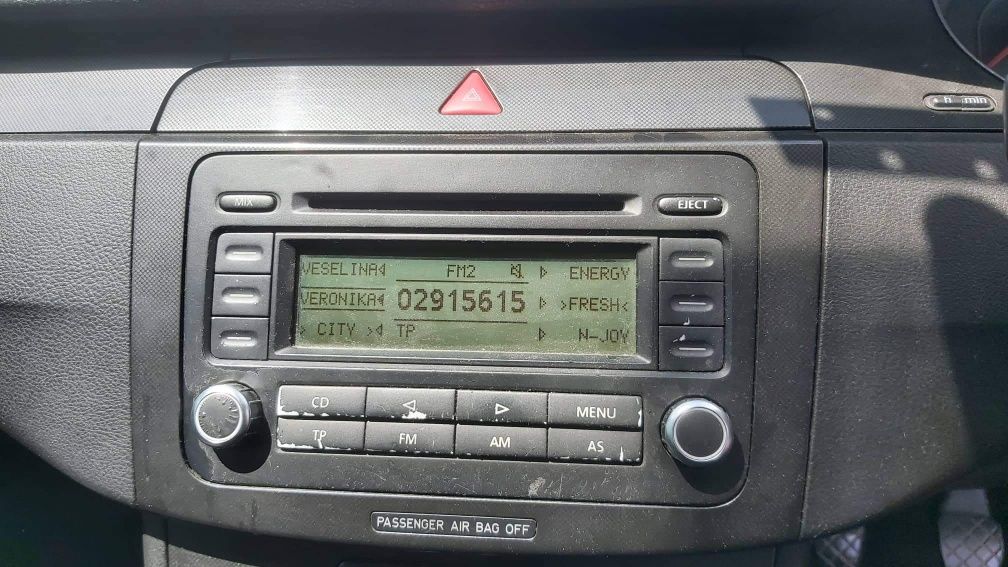 h min
MIX
EJECT
VESELINA FM2 ENERGY
VERONIKA 02915615 >FRESH<
> CITY > TP N-JOY
CD MENU
TP FM AM AS
PASSENGER AIR BAG OFF